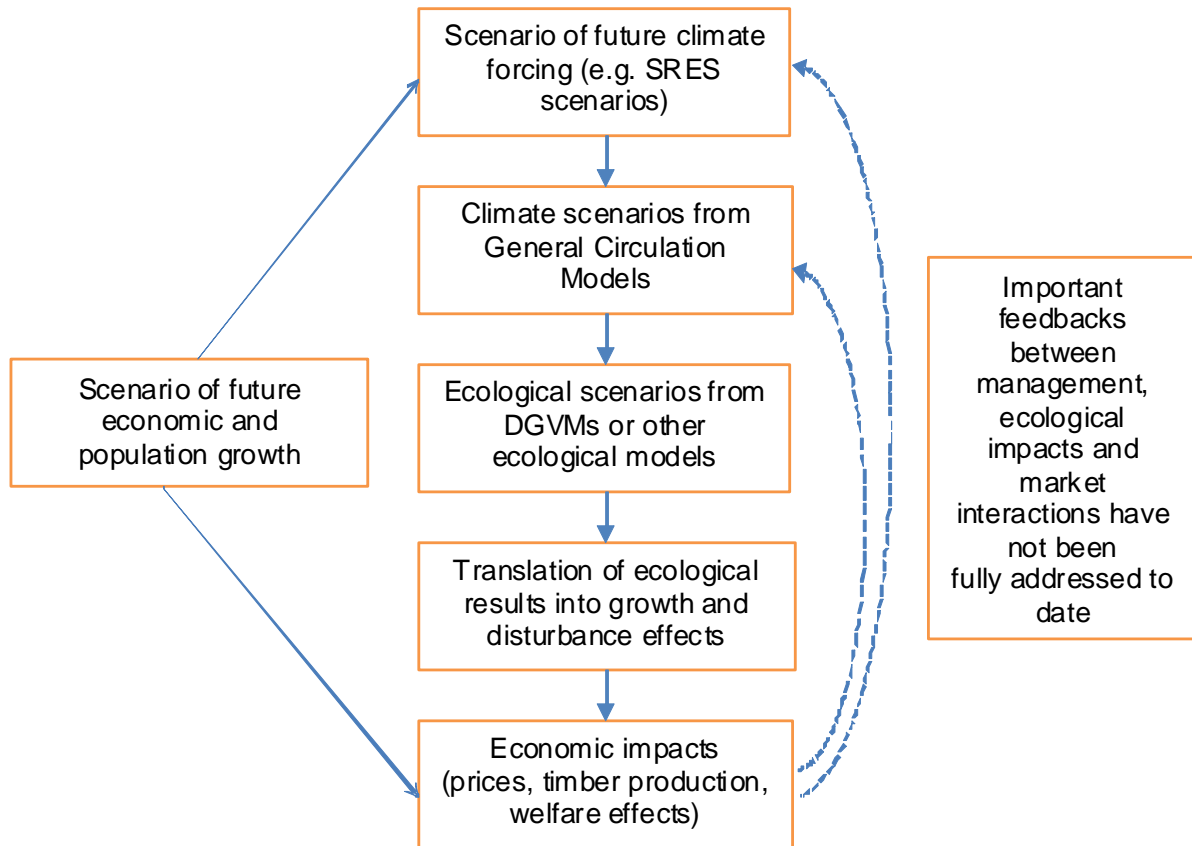 Scenario of future climate
forcing (e.g. SRES
scenarios)
Climate scenarios from
General Circulation
Models
Scenario of future
economic and
population growth
Ecological scenarios from
DGVMs or other
ecological models
Important
feedbacks
between
management,
ecological
impacts and
market
interactions have
not been
fully addressed to
date
Translation of ecological
results into growth and
disturbance effects
Economic impacts
(prices, timber production,
welfare effects)